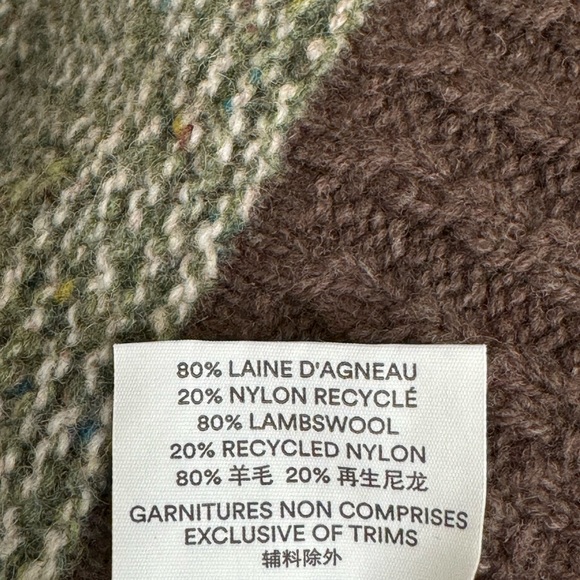 80% LAINE D'AGNEAU
20% NYLON RECYCLÉ
80% LAMBSWOOL
20% RECYCLED NYLON
80% 羊毛 20% 再生尼龙
GARNITURES NON COMPRISES
EXCLUSIVE OF TRIMS
辅料除外